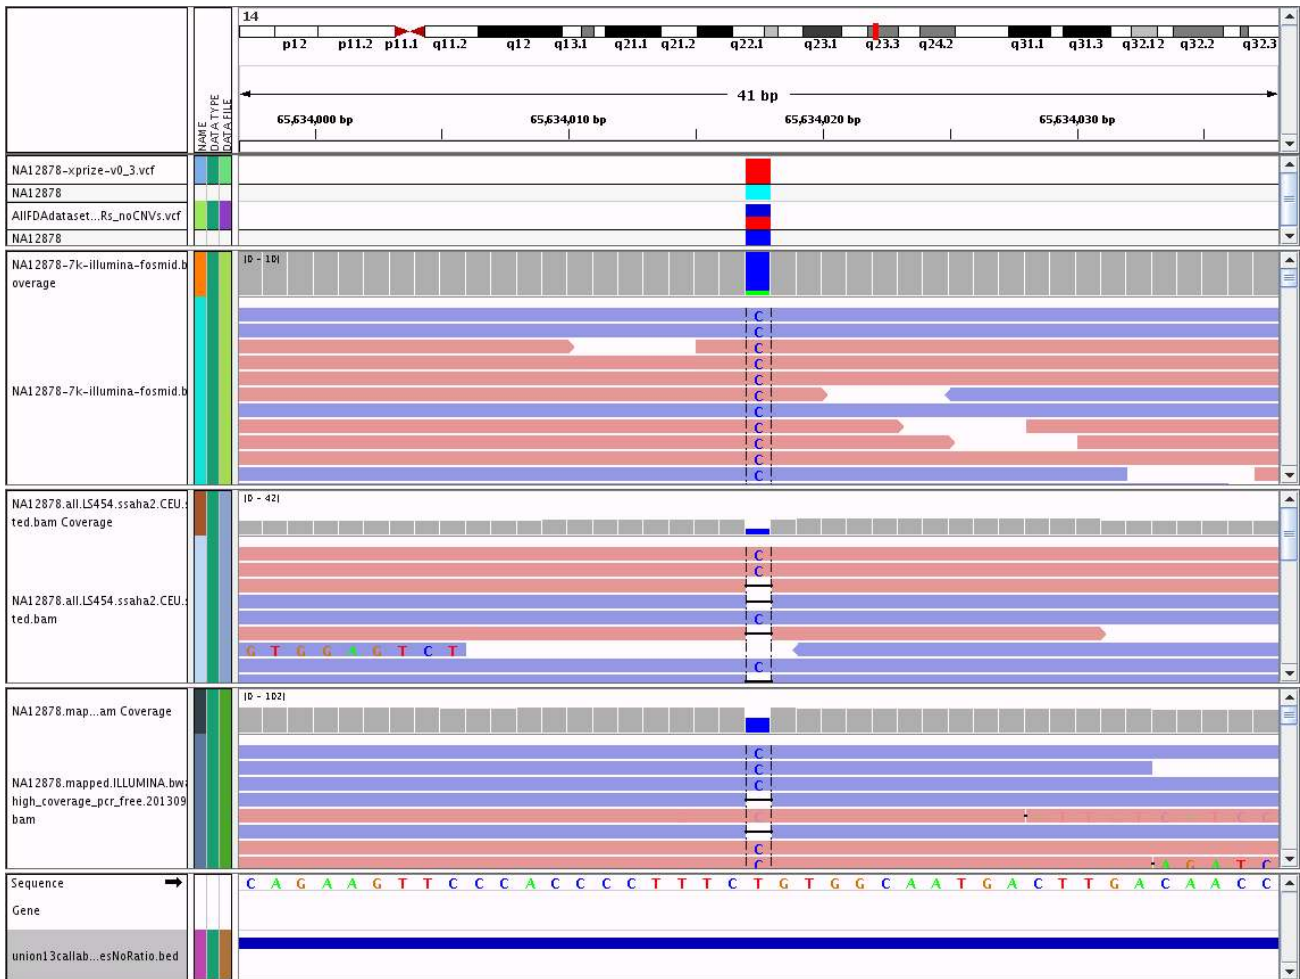 14
p12 p11.2 p11.1 q11.2 q12 q13.1 q21.1 q21.2 q22.1 q23.1 q23.3 q24.2 q31.1 q31.3 q32.12 q32.2 q32.3
41 bp
NAME
DATA TYPE
DATA FILE
65,634,000 bp 65,634,010 bp 65,634,020 bp 65,634,030 bp
NA12878-xprize-v0_3.vcf
NA12878
AllFDAdataset...Rs_noCNVs.vcf
NA12878
NA12878-7k-illumina-fosmid.b
overage
[0 - 10]
C
C
C
C
C
C
C
C
C
C
C
NA12878-7k-illumina-fosmid.b
NA12878.all.LS454.ssaha2.CEU.s
ted.bam Coverage
[0 - 42]
C
C
C
NA12878.all.LS454.ssaha2.CEU.s
ted.bam
G T G G A G T C T
C
NA12878.map...am Coverage
[0 - 102]
C
C
C
NA12878.mapped.ILLUMINA.bwa
high_coverage_pcr_free.201309
bam
C
C
C A G A T C
Sequence C A G A A G T T C C C A C C C C T T T C T G T G G C A A T G A C T T G A C A A C C
Gene
union13callab...esNoRatio.bed